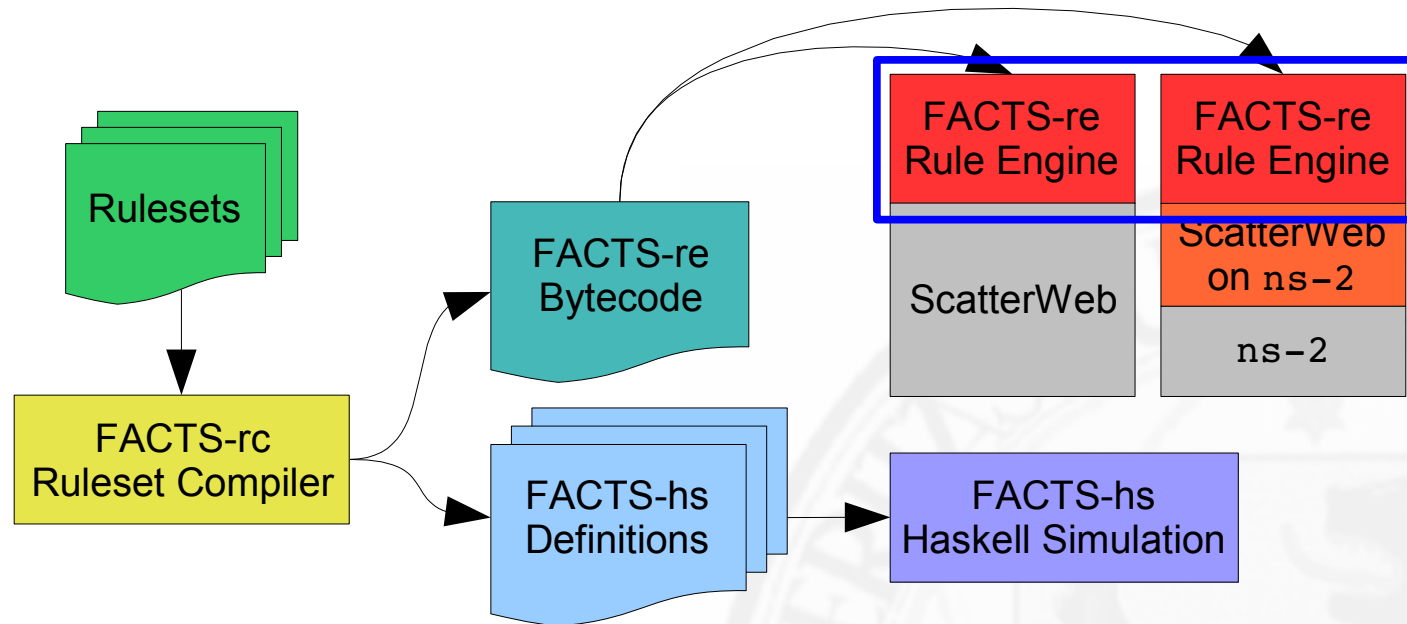 Rulesets
FACTS-rc
Ruleset Compiler
FACTS-re
Bytecode
FACTS-hs
Definitions
FACTS-re
Rule Engine
ScatterWeb
FACTS-re
Rule Engine
ScatterWeb
on ns-2
ns-2
FACTS-hs
Haskell Simulation